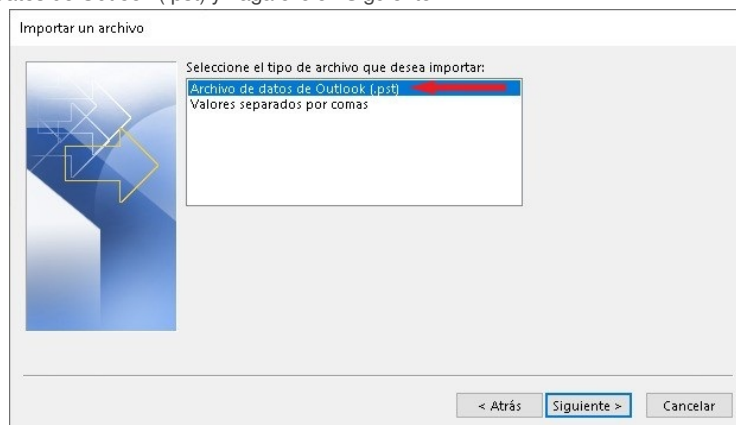 (.pst) y
Importar un archivo
Seleccione el tipo de archivo que desea importar:
Archivo de datos de Outlook (.pst)
Valores separados por comas
< Atrás Siguiente > Cancelar